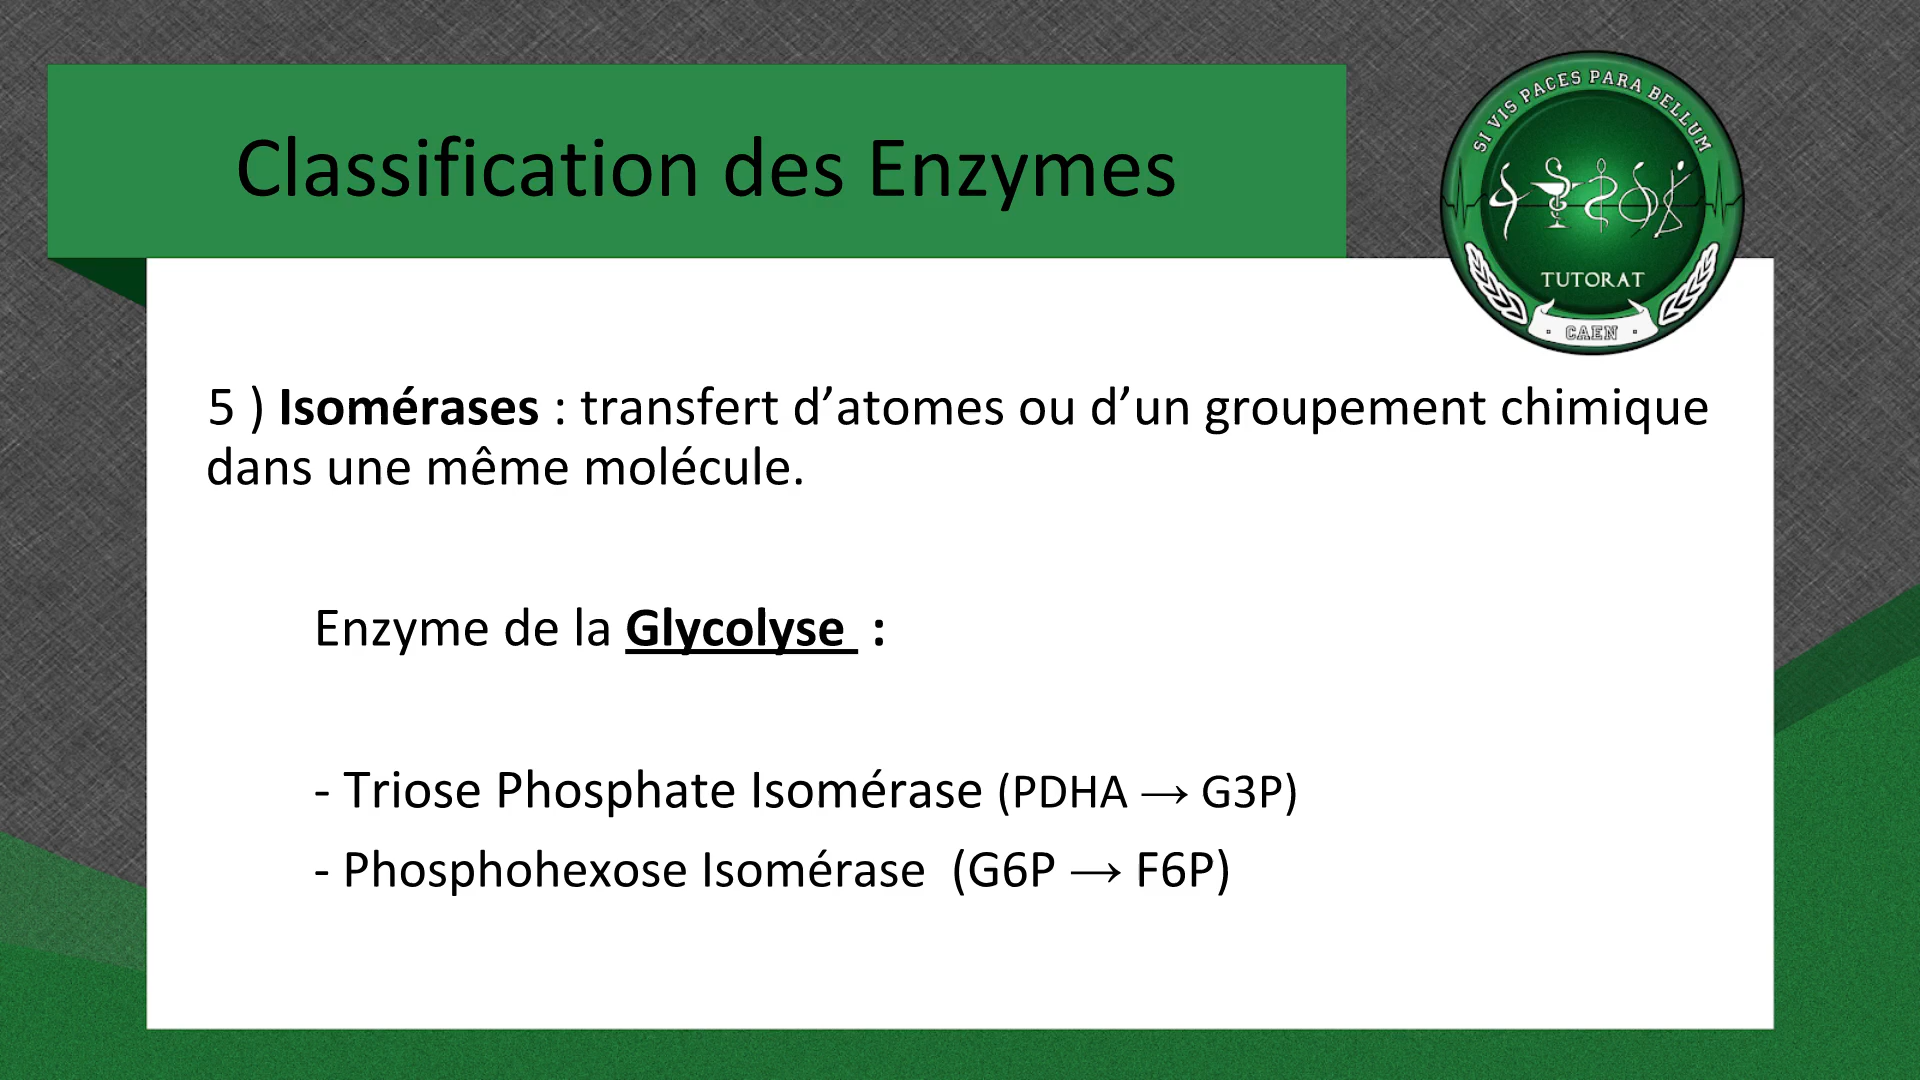 Classification des Enzymes
SI VIS PACES PARA BELLUM
TUTORAT
· CAEN ·
5 ) Isomérases : transfert d’atomes ou d’un groupement chimique
dans une même molécule.
Enzyme de la Glycolyse :
- Triose Phosphate Isomérase (PDHA → G3P)
- Phosphohexose Isomérase (G6P → F6P)